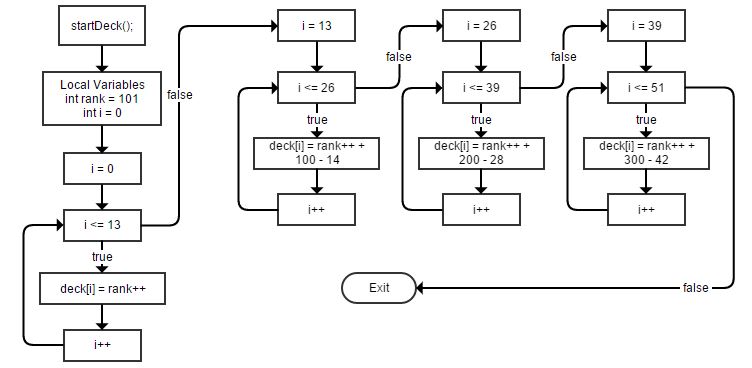 startDeck();
Local Variables
int rank = 101
int i = 0
i = 0
i <= 13
true
deck[i] = rank++
i++
false
i = 13
i <= 26
true
deck[i] = rank++ +
100 - 14
i++
false
i = 26
i <= 39
true
deck[i] = rank++ +
200 - 28
i++
false
i = 39
i <= 51
true
deck[i] = rank++ +
300 - 42
i++
false
Exit